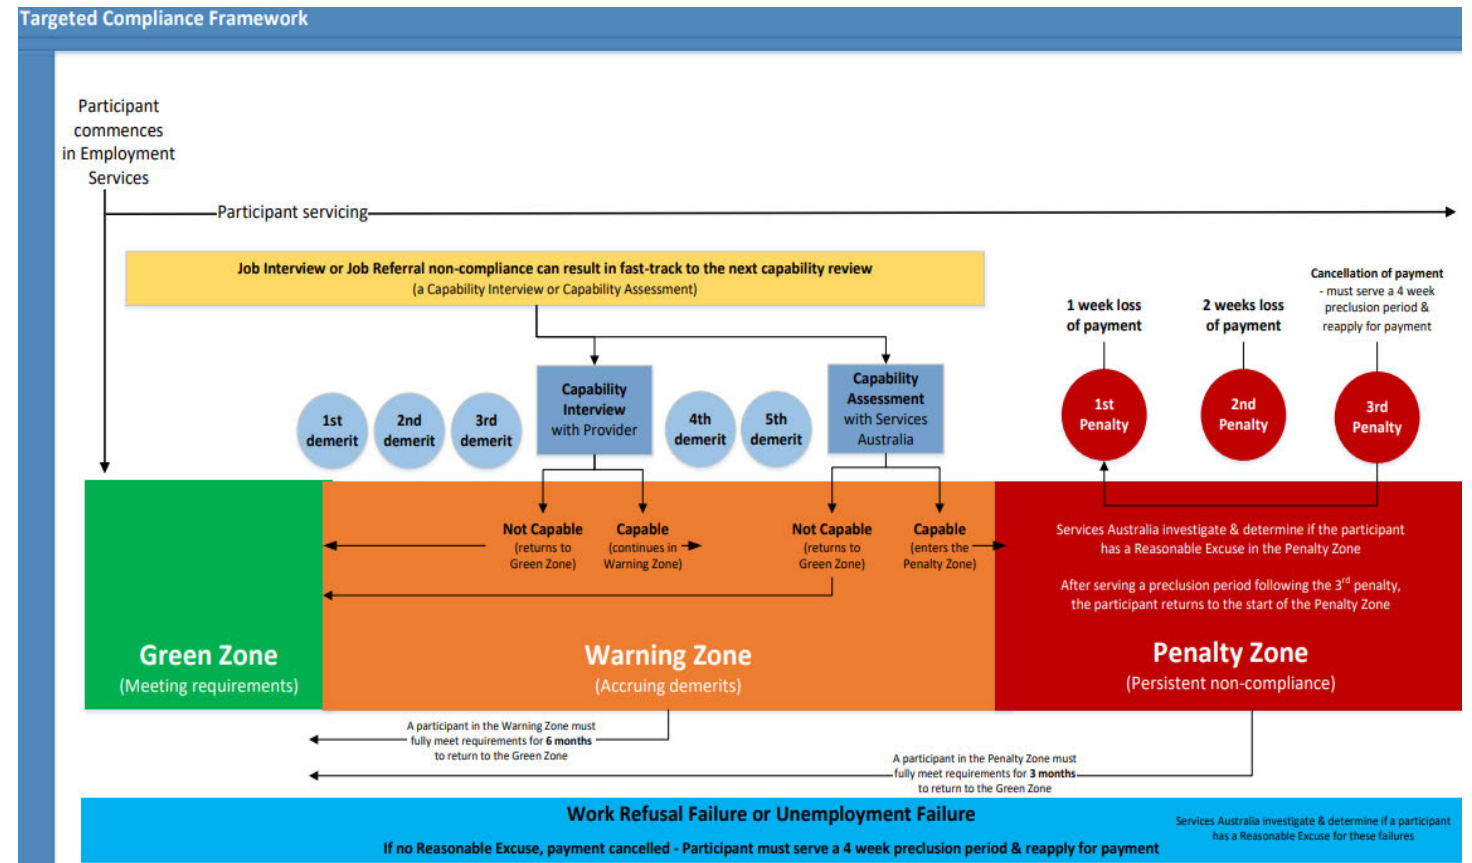 Targeted Compliance Framework
Participant
commences
in Employment
Services
Participant servicing
Job Interview or Job Referral non-compliance can result in fast-track to the next capability review
(a Capability Interview or Capability Assessment)
1 week loss
of payment
2 weeks loss
of payment
Cancellation of payment
- must serve a 4 week
preclusion period &
reapply for payment
1st
demerit
2nd
demerit
3rd
demerit
Capability
Interview
with Provider
4th
demerit
5th
demerit
Capability
Assessment
with Services
Australia
1st
Penalty
2nd
Penalty
3rd
Penalty
Not Capable
(returns to
Green Zone)
Capable
(continues in
Warning Zone)
Not Capable
(returns to
Green Zone)
Capable
(enters the
Penalty Zone)
Services Australia investigate & determine if the participant
has a Reasonable Excuse in the Penalty Zone
After serving a preclusion period following the 3rd penalty,
the participant returns to the start of the Penalty Zone
Green Zone
(Meeting requirements)
Warning Zone
(Accruing demerits)
Penalty Zone
(Persistent non-compliance)
A participant in the Warning Zone must
fully meet requirements for 6 months
to return to the Green Zone
A participant in the Penalty Zone must
fully meet requirements for 3 months
to return to the Green Zone
Work Refusal Failure or Unemployment Failure
If no Reasonable Excuse, payment cancelled - Participant must serve a 4 week preclusion period & reapply for payment
Services Australia investigate & determine if a participant
has a Reasonable Excuse for these failures